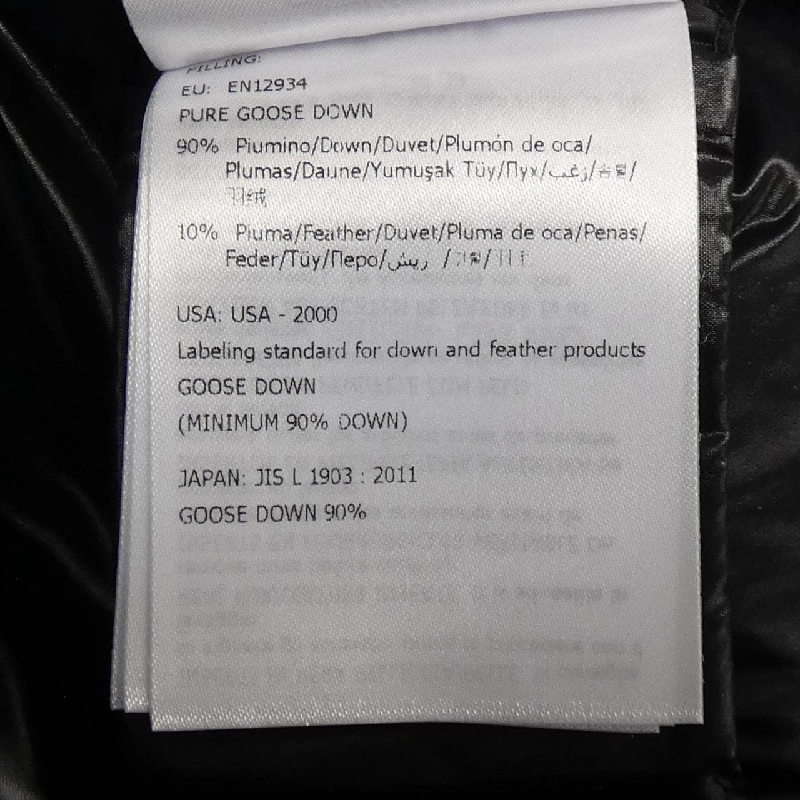 FILLING:
EU: EN12934
PURE GOOSE DOWN
90% Piumino/Down/Duvet/Plumón de oca/
Plumas/Daune/Yumuşak Tüy/Пух/زغب/솜털/
羽绒
10% Piuma/Feather/Duvet/Pluma de oca/Penas/
Feder/Tüy/Перо/ريش /깃털/
USA: USA - 2000
Labeling standard for down and feather products
GOOSE DOWN
(MINIMUM 90% DOWN)
JAPAN: JIS L 1903 : 2011
GOOSE DOWN 90%